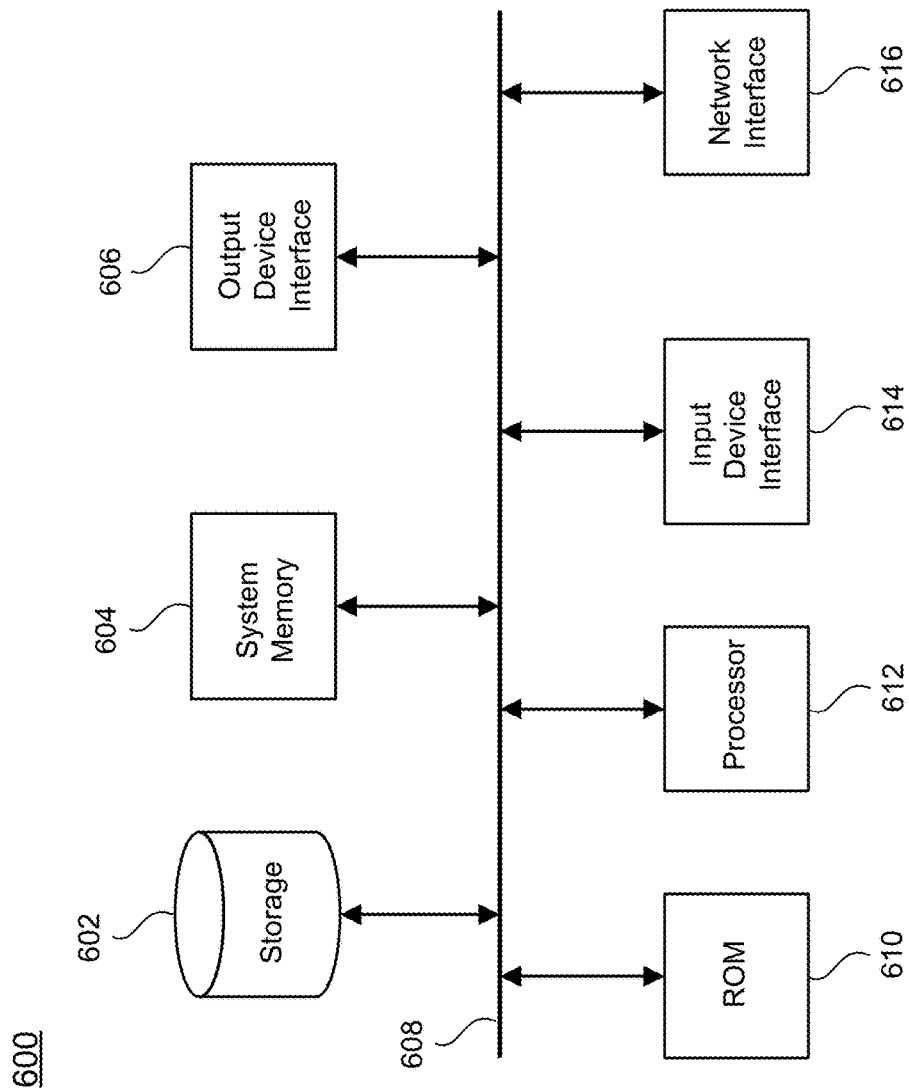 600
602
Storage
604
System
Memory
606
Output
Device
Interface
608
ROM
610
Processor
612
Input
Device
Interface
614
Network
Interface
616